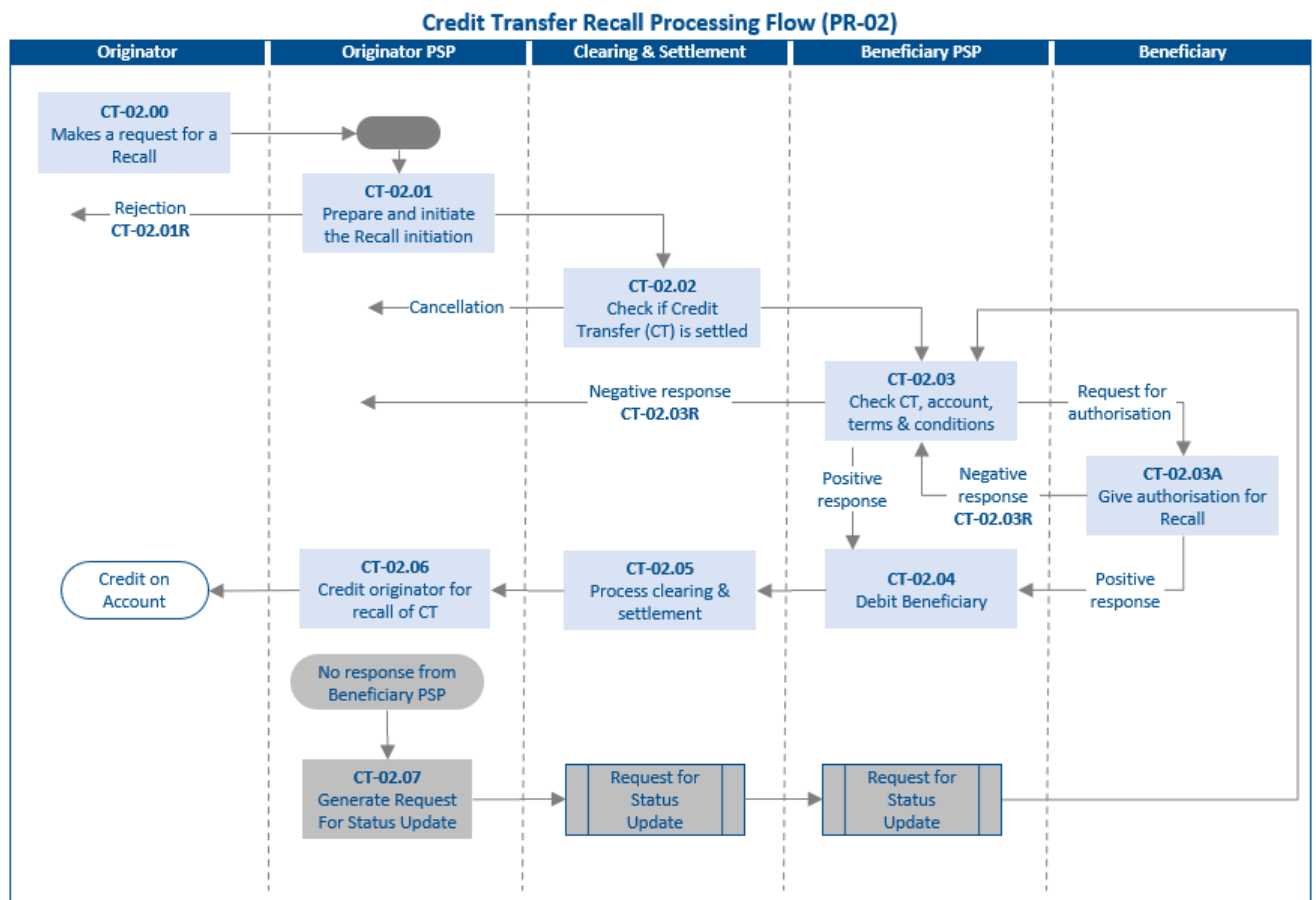 Credit Transfer Recall Processing Flow (PR-02)
Originator
Originator PSP
Clearing & Settlement
Beneficiary PSP
Beneficiary
CT-02.00
Makes a request for a
Recall
CT-02.01
Prepare and initiate
the Recall initiation
Rejection
CT-02.01R
CT-02.02
Check if Credit
Transfer (CT) is settled
Cancellation
CT-02.03
Check CT, account,
terms & conditions
Negative response
CT-02.03R
Request for
authorisation
CT-02.03A
Give authorisation for
Recall
Negative
response
CT-02.03R
Positive
response
Positive
response
CT-02.04
Debit Beneficiary
CT-02.05
Process clearing &
settlement
CT-02.06
Credit originator for
recall of CT
Credit on
Account
No response from
Beneficiary PSP
CT-02.07
Generate Request
For Status Update
Request for
Status
Update
Request for
Status
Update